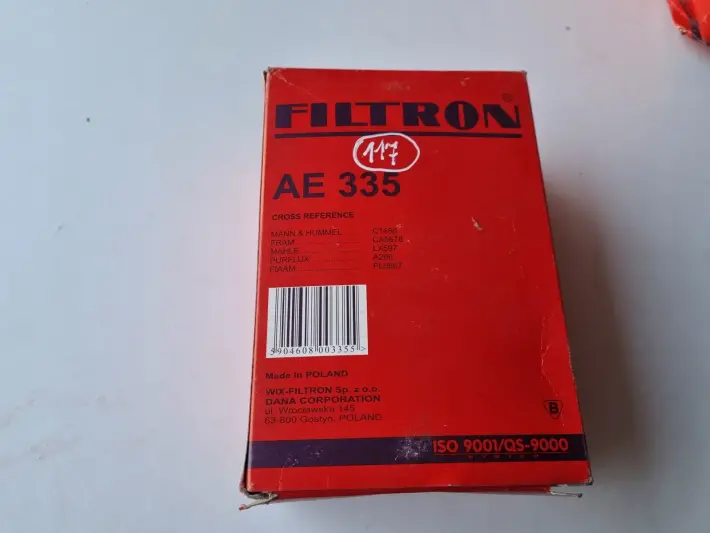 FILTRON®
117
AE 335
CROSS REFERENCE
MANN & HUMMEL
FRAM
MAHLE
PURFLUX
FIAAM
5904608003355>
Made in POLAND
WIX-FILTRON Sp. z o.o.
DANA CORPORATION
ul. Wrocławska 145
63-800 Gostyń, POLAND
B
ISO 9001/QS-9000